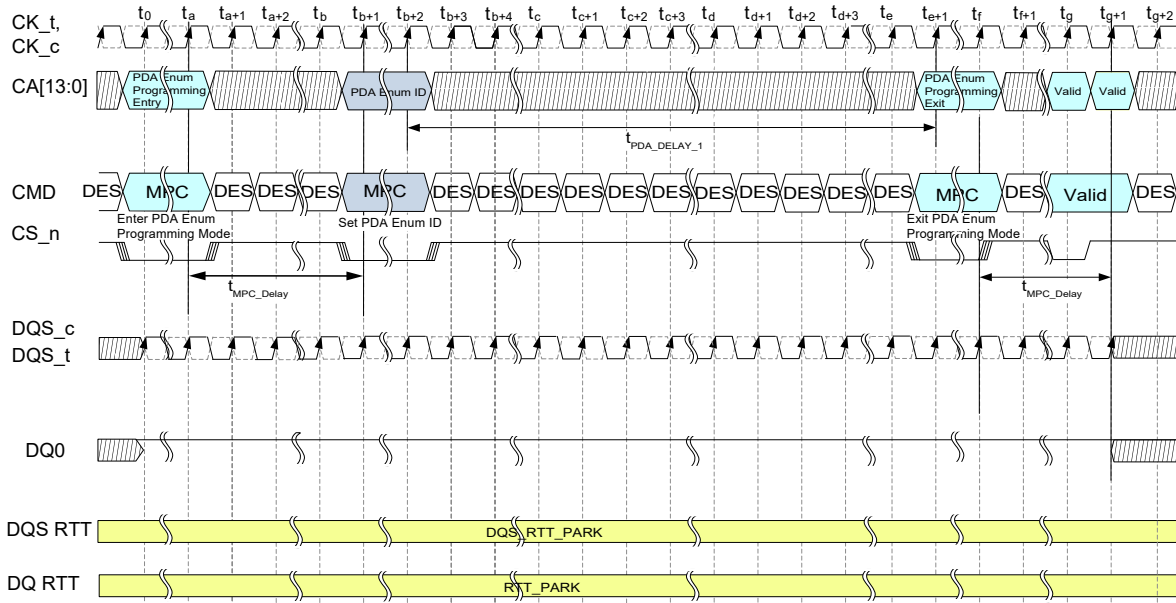 t0 ta ta+1 ta+2 tb tb+1 tb+2 tb+3 tb+4 tc tc+1 tc+2 tc+3 td td+1 td+2 td+3 te te+1 tf tf+1 tg tg+1 tg+2
CK_t,
CK_c
CA[13:0]
PDA Enum
Programming
Entry
PDA Enum ID
PDA Enum
Programming
Exit
Valid
Valid
tPDA_DELAY_1
CMD
DES
MPC
DES
DES
DES
MPC
DES
DES
DES
DES
DES
DES
DES
DES
DES
DES
DES
MPC
DES
Valid
DES
Enter PDA Enum
Programming Mode
Set PDA Enum ID
Exit PDA Enum
Programming Mode
CS_n
tMPC_Delay
tMPC_Delay
DQS_c
DQS_t
DQ0
DQS RTT
DQS_RTT_PARK
DQ RTT
RTT_PARK